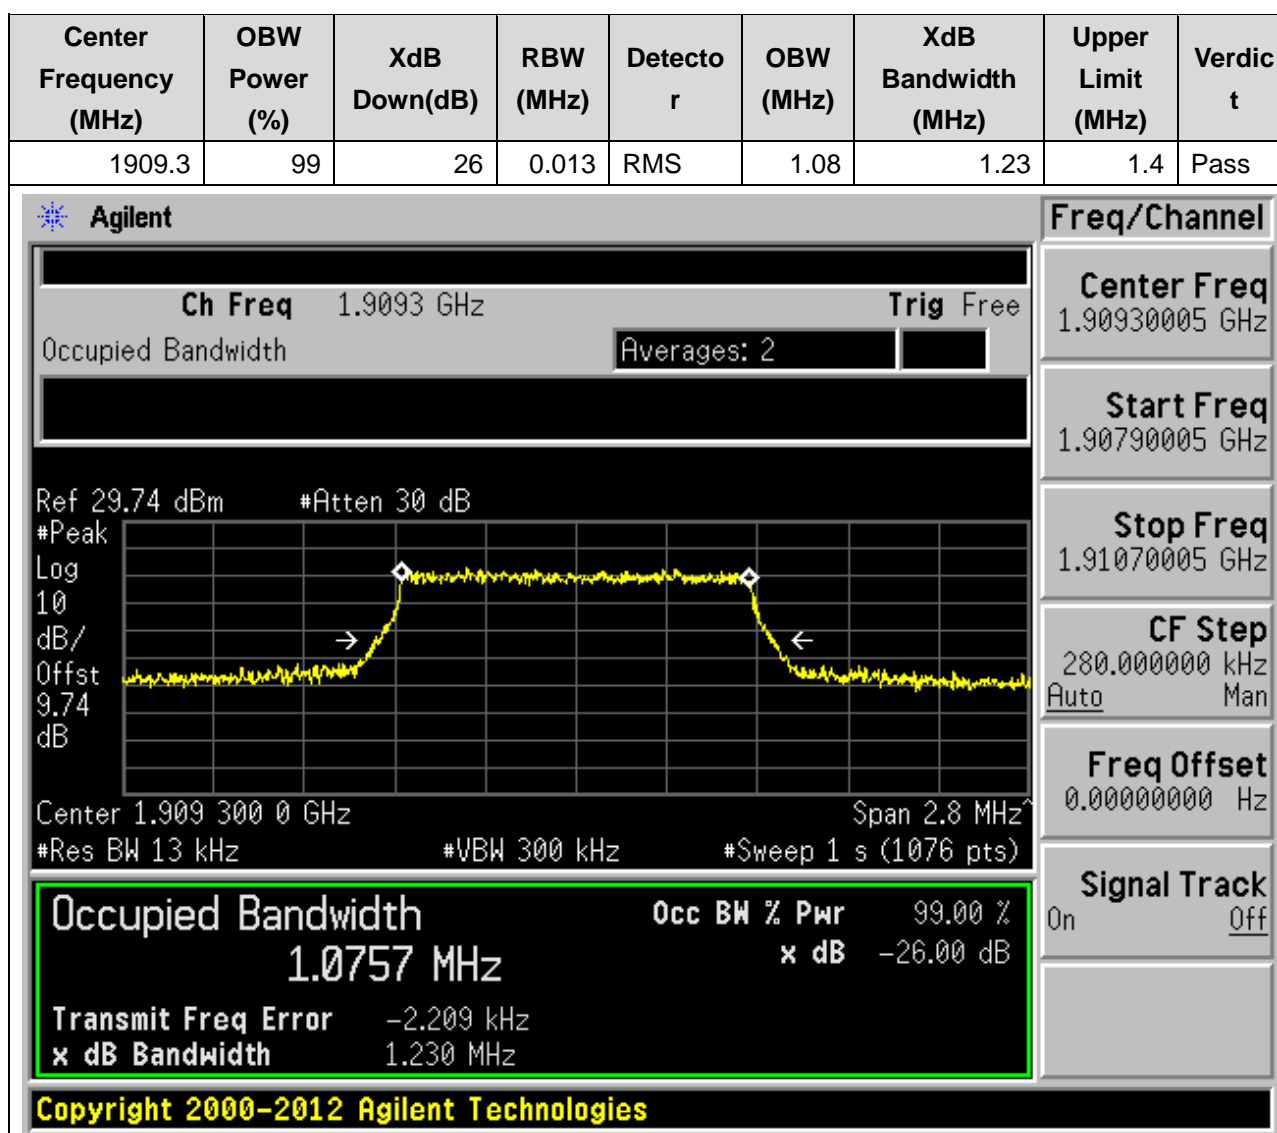 Center Frequency (MHz) OBW Power (%) XdB Down(dB) RBW (MHz) Detecto r OBW (MHz) XdB Bandwidth (MHz) Upper Limit (MHz) Verdic t
1909.3 99 26 0.013 RMS 1.08 1.23 1.4 Pass
Agilent
Freq/Channel
Ch Freq 1.9093 GHz Trig Free
Occupied Bandwidth Averages: 2
Ref 29.74 dBm #Atten 30 dB
#Peak
Log
10
dB/
Offst
9.74
dB
Center 1.909 300 0 GHz Span 2.8 MHz^
#Res BW 13 kHz #VBW 300 kHz #Sweep 1 s (1076 pts)
Occupied Bandwidth Occ BW % Pwr 99.00 %
1.0757 MHz x dB -26.00 dB
Transmit Freq Error -2.209 kHz
x dB Bandwidth 1.230 MHz
Center Freq
1.90930005 GHz
Start Freq
1.90790005 GHz
Stop Freq
1.91070005 GHz
CF Step
280.000000 kHz
Auto Man
Freq Offset
0.00000000 Hz
Signal Track
On Off
Copyright 2000-2012 Agilent Technologies